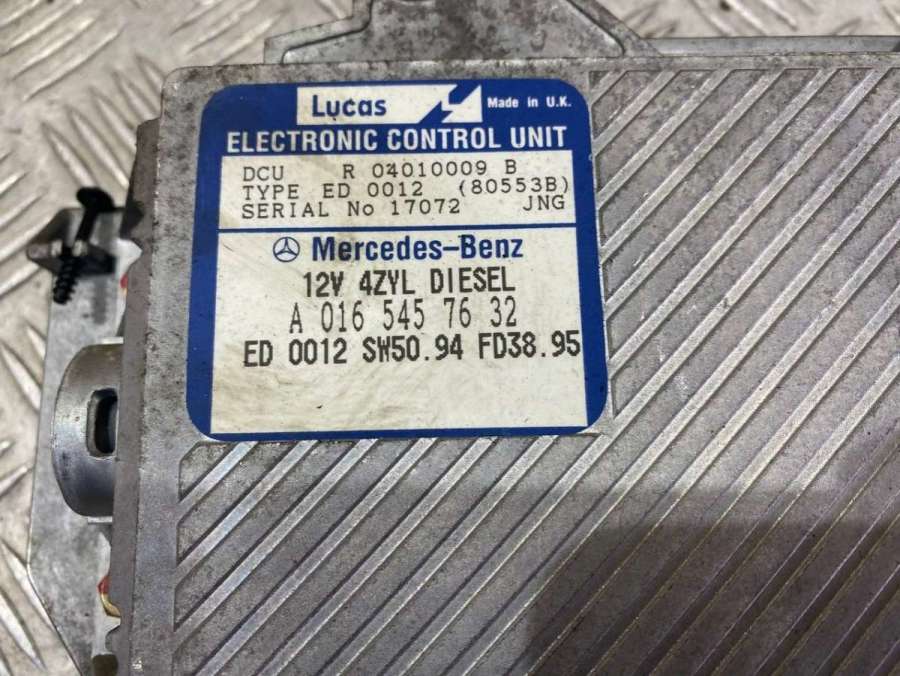 Lucas Made in U.K.
ELECTRONIC CONTROL UNIT
DCU R 04010009 B
TYPE ED 0012 (80553B)
SERIAL No 17072 JNG
Mercedes-Benz
12V 4ZYL DIESEL
A 016 545 76 32
ED 0012 SW50.94 FD38.95